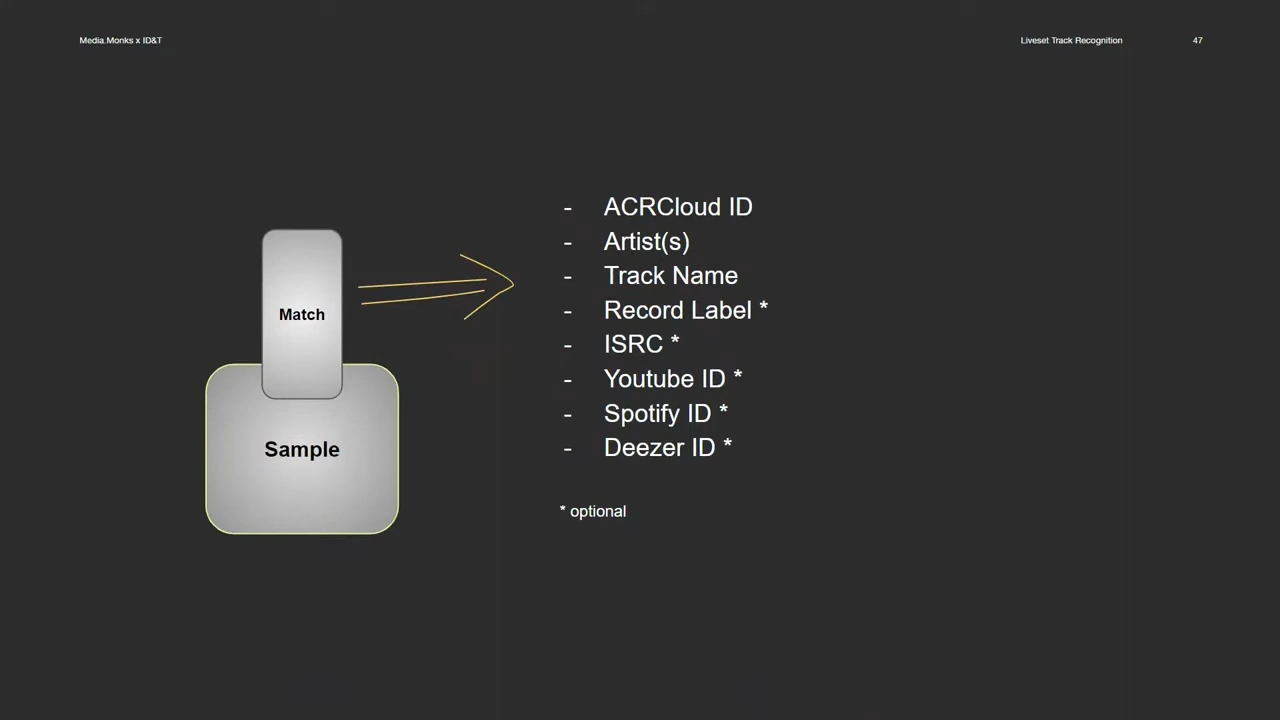 Media.Monks x ID&T
Liveset Track Recognition
47
Match
Sample
- ACRCloud ID
- Artist(s)
- Track Name
- Record Label *
- ISRC *
- Youtube ID *
- Spotify ID *
- Deezer ID *
* optional